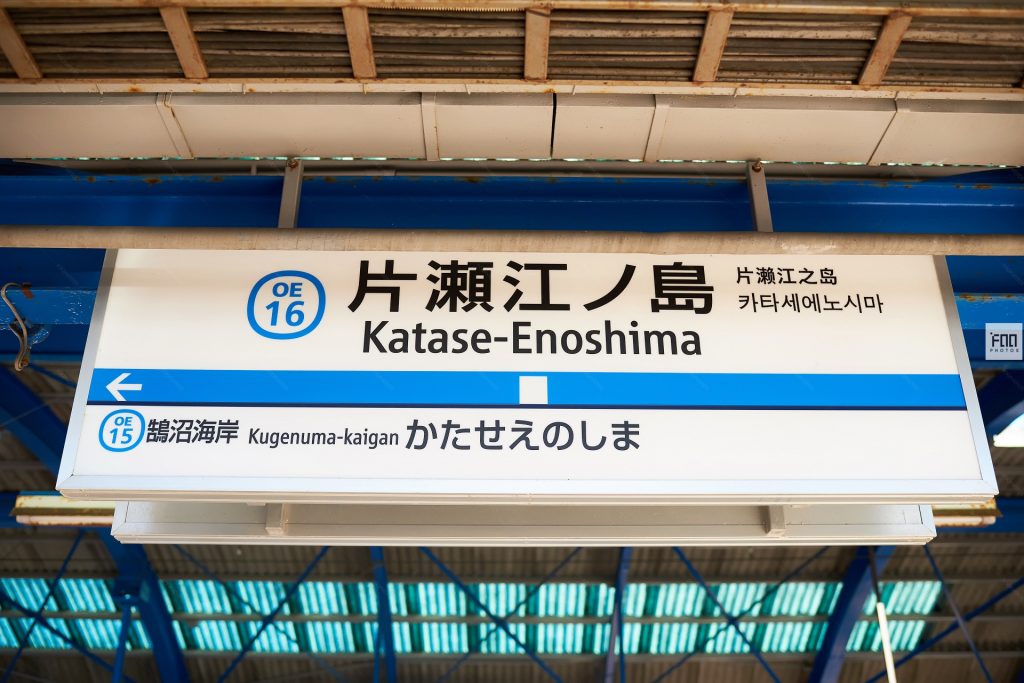 OE
16
片瀬江ノ島
Katase-Enoshima
片瀬江之岛
카타세에노시마
OE
15
鵠沼海岸 Kugenuma-kaigan かたせえのしま
FOO
PHOTOS